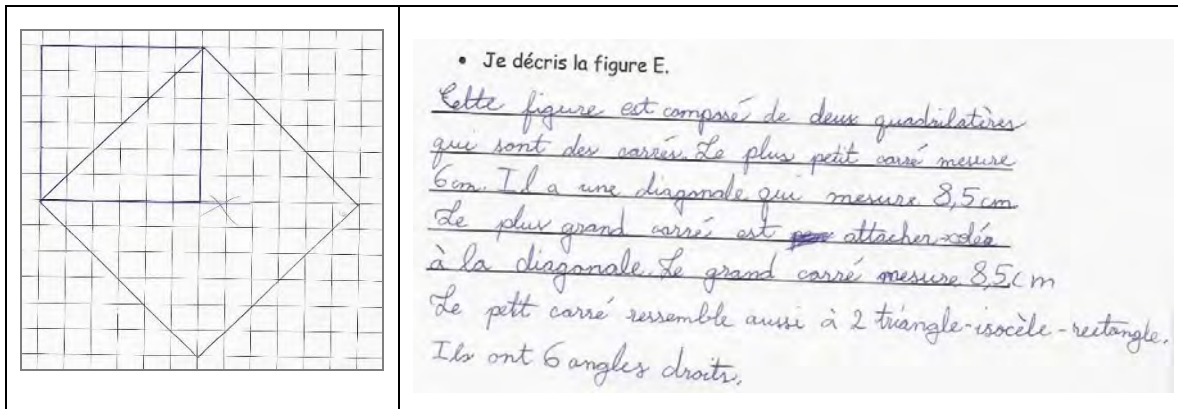 • Je décris la figure E.
Cette figure est composé de deux quadrilatères
qui sont des carrés. Le plus petit carré mesure
6cm. Il a une diagonale qui mesure 8,5 cm
Le plus grand carré est attacher
à la diagonale. Le grand carré mesure 8,5cm
Le petit carré ressemble aussi à 2 triangle-isocèle-rectangle.
Ils ont 6 angles droits.